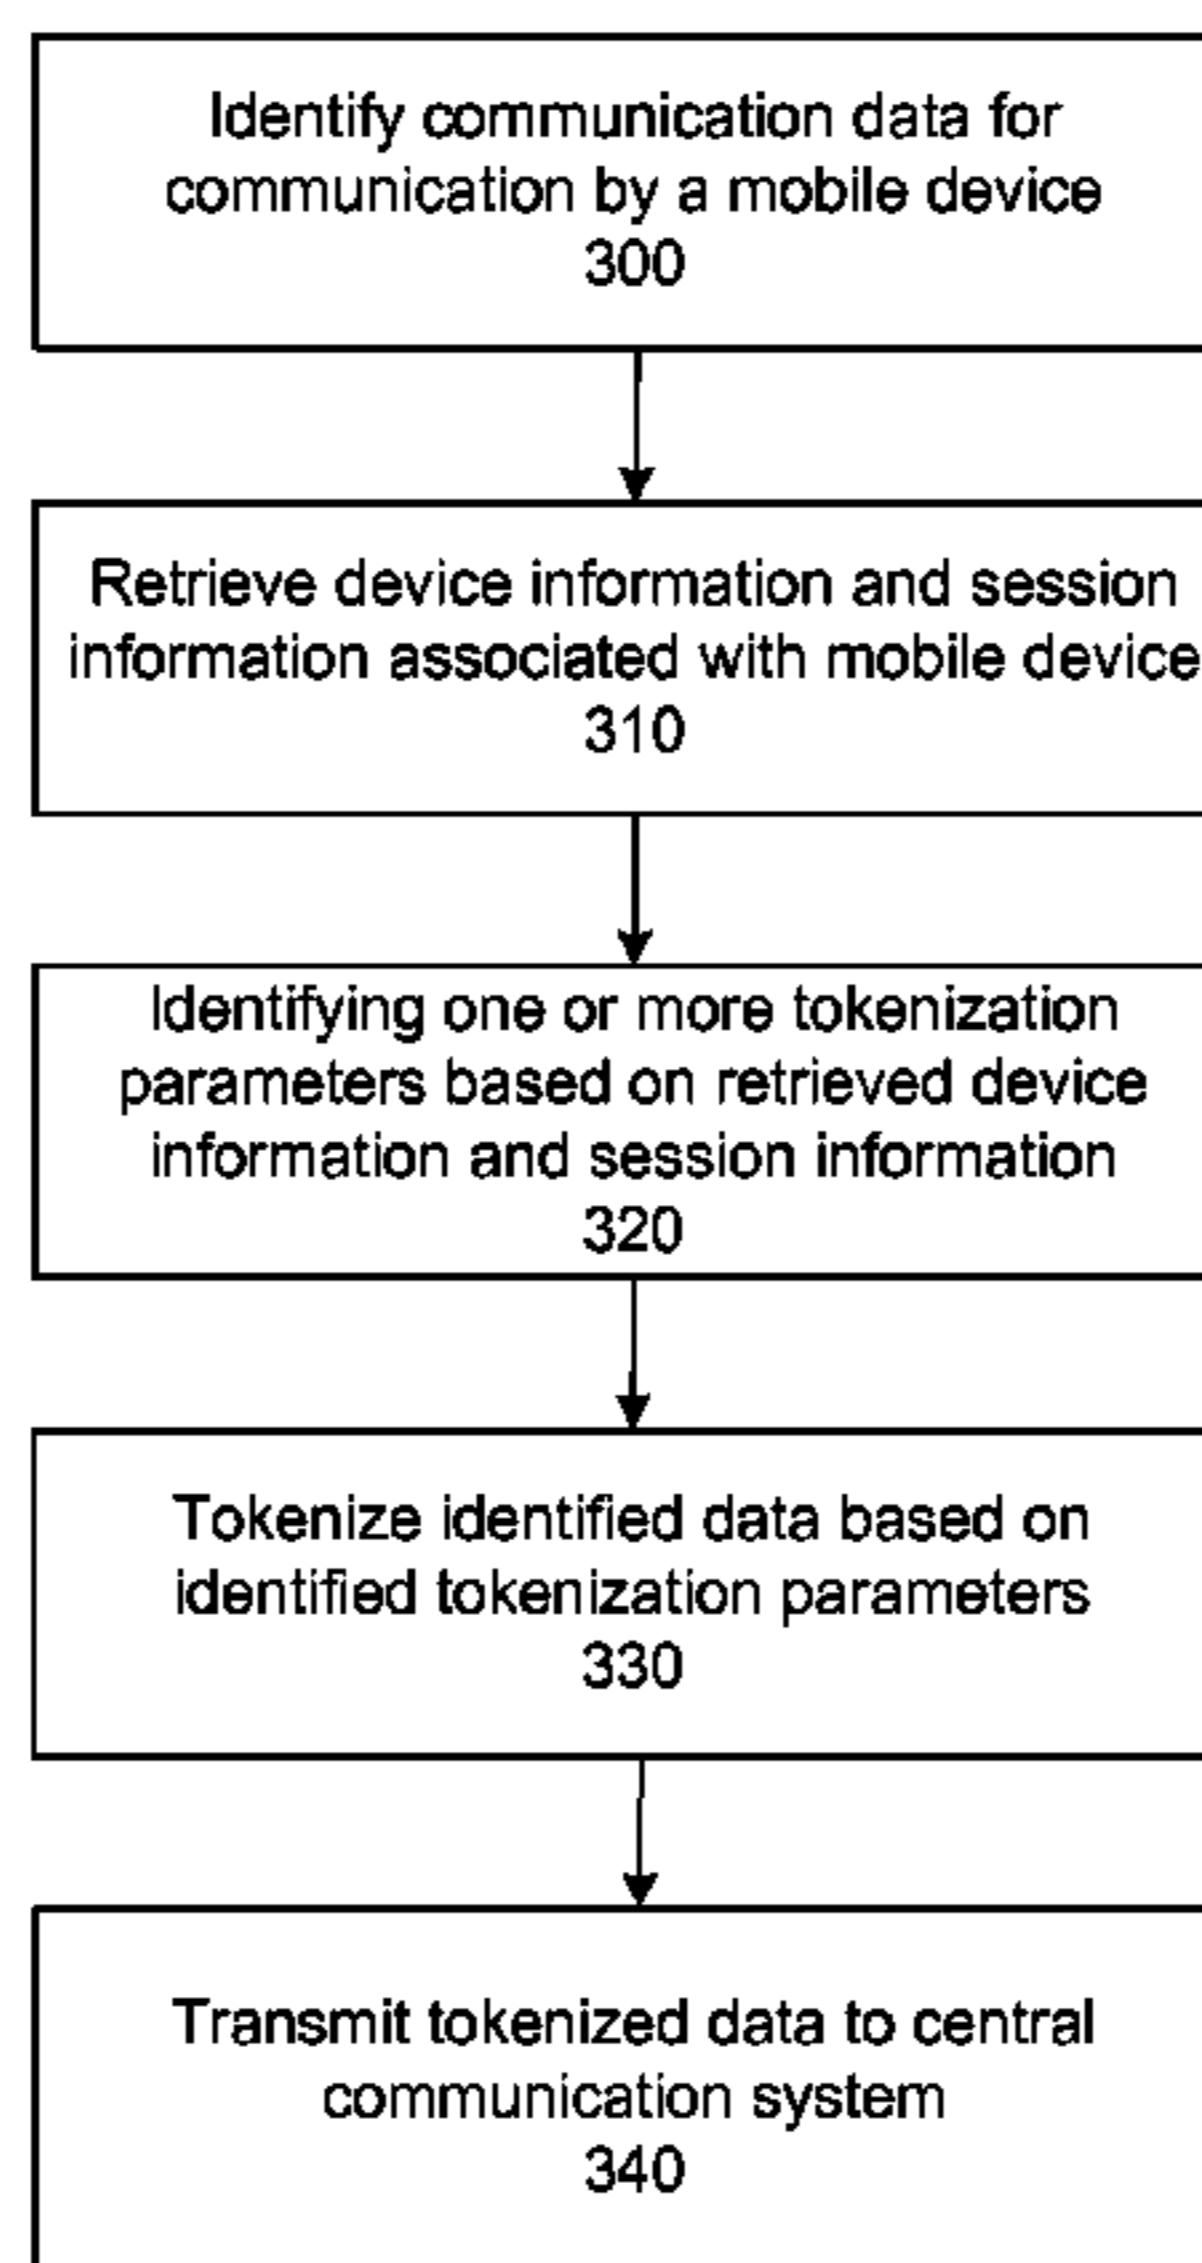 Identify communication data for
communication by a mobile device
300
Retrieve device information and session
information associated with mobile device
310
Identifying one or more tokenization
parameters based on retrieved device
information and session information
320
Tokenize identified data based on
identified tokenization parameters
330
Transmit tokenized data to central
communication system
340